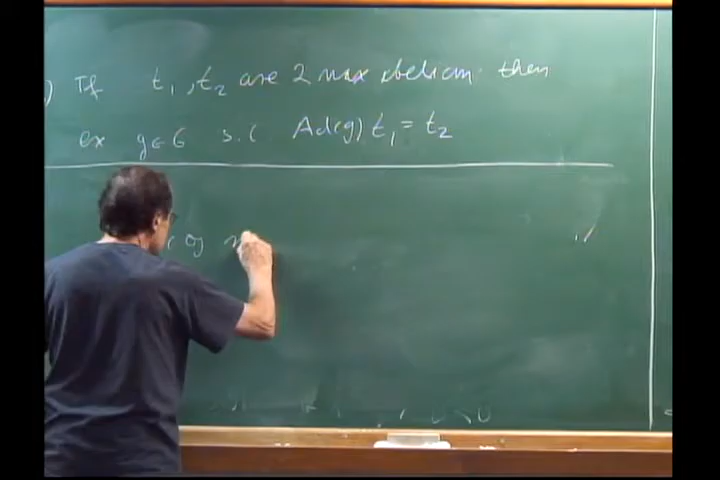 ) If t₁, t₂ are 2 max abelian then
ex g ∈ G s.t. Ad(g) t₁ = t₂